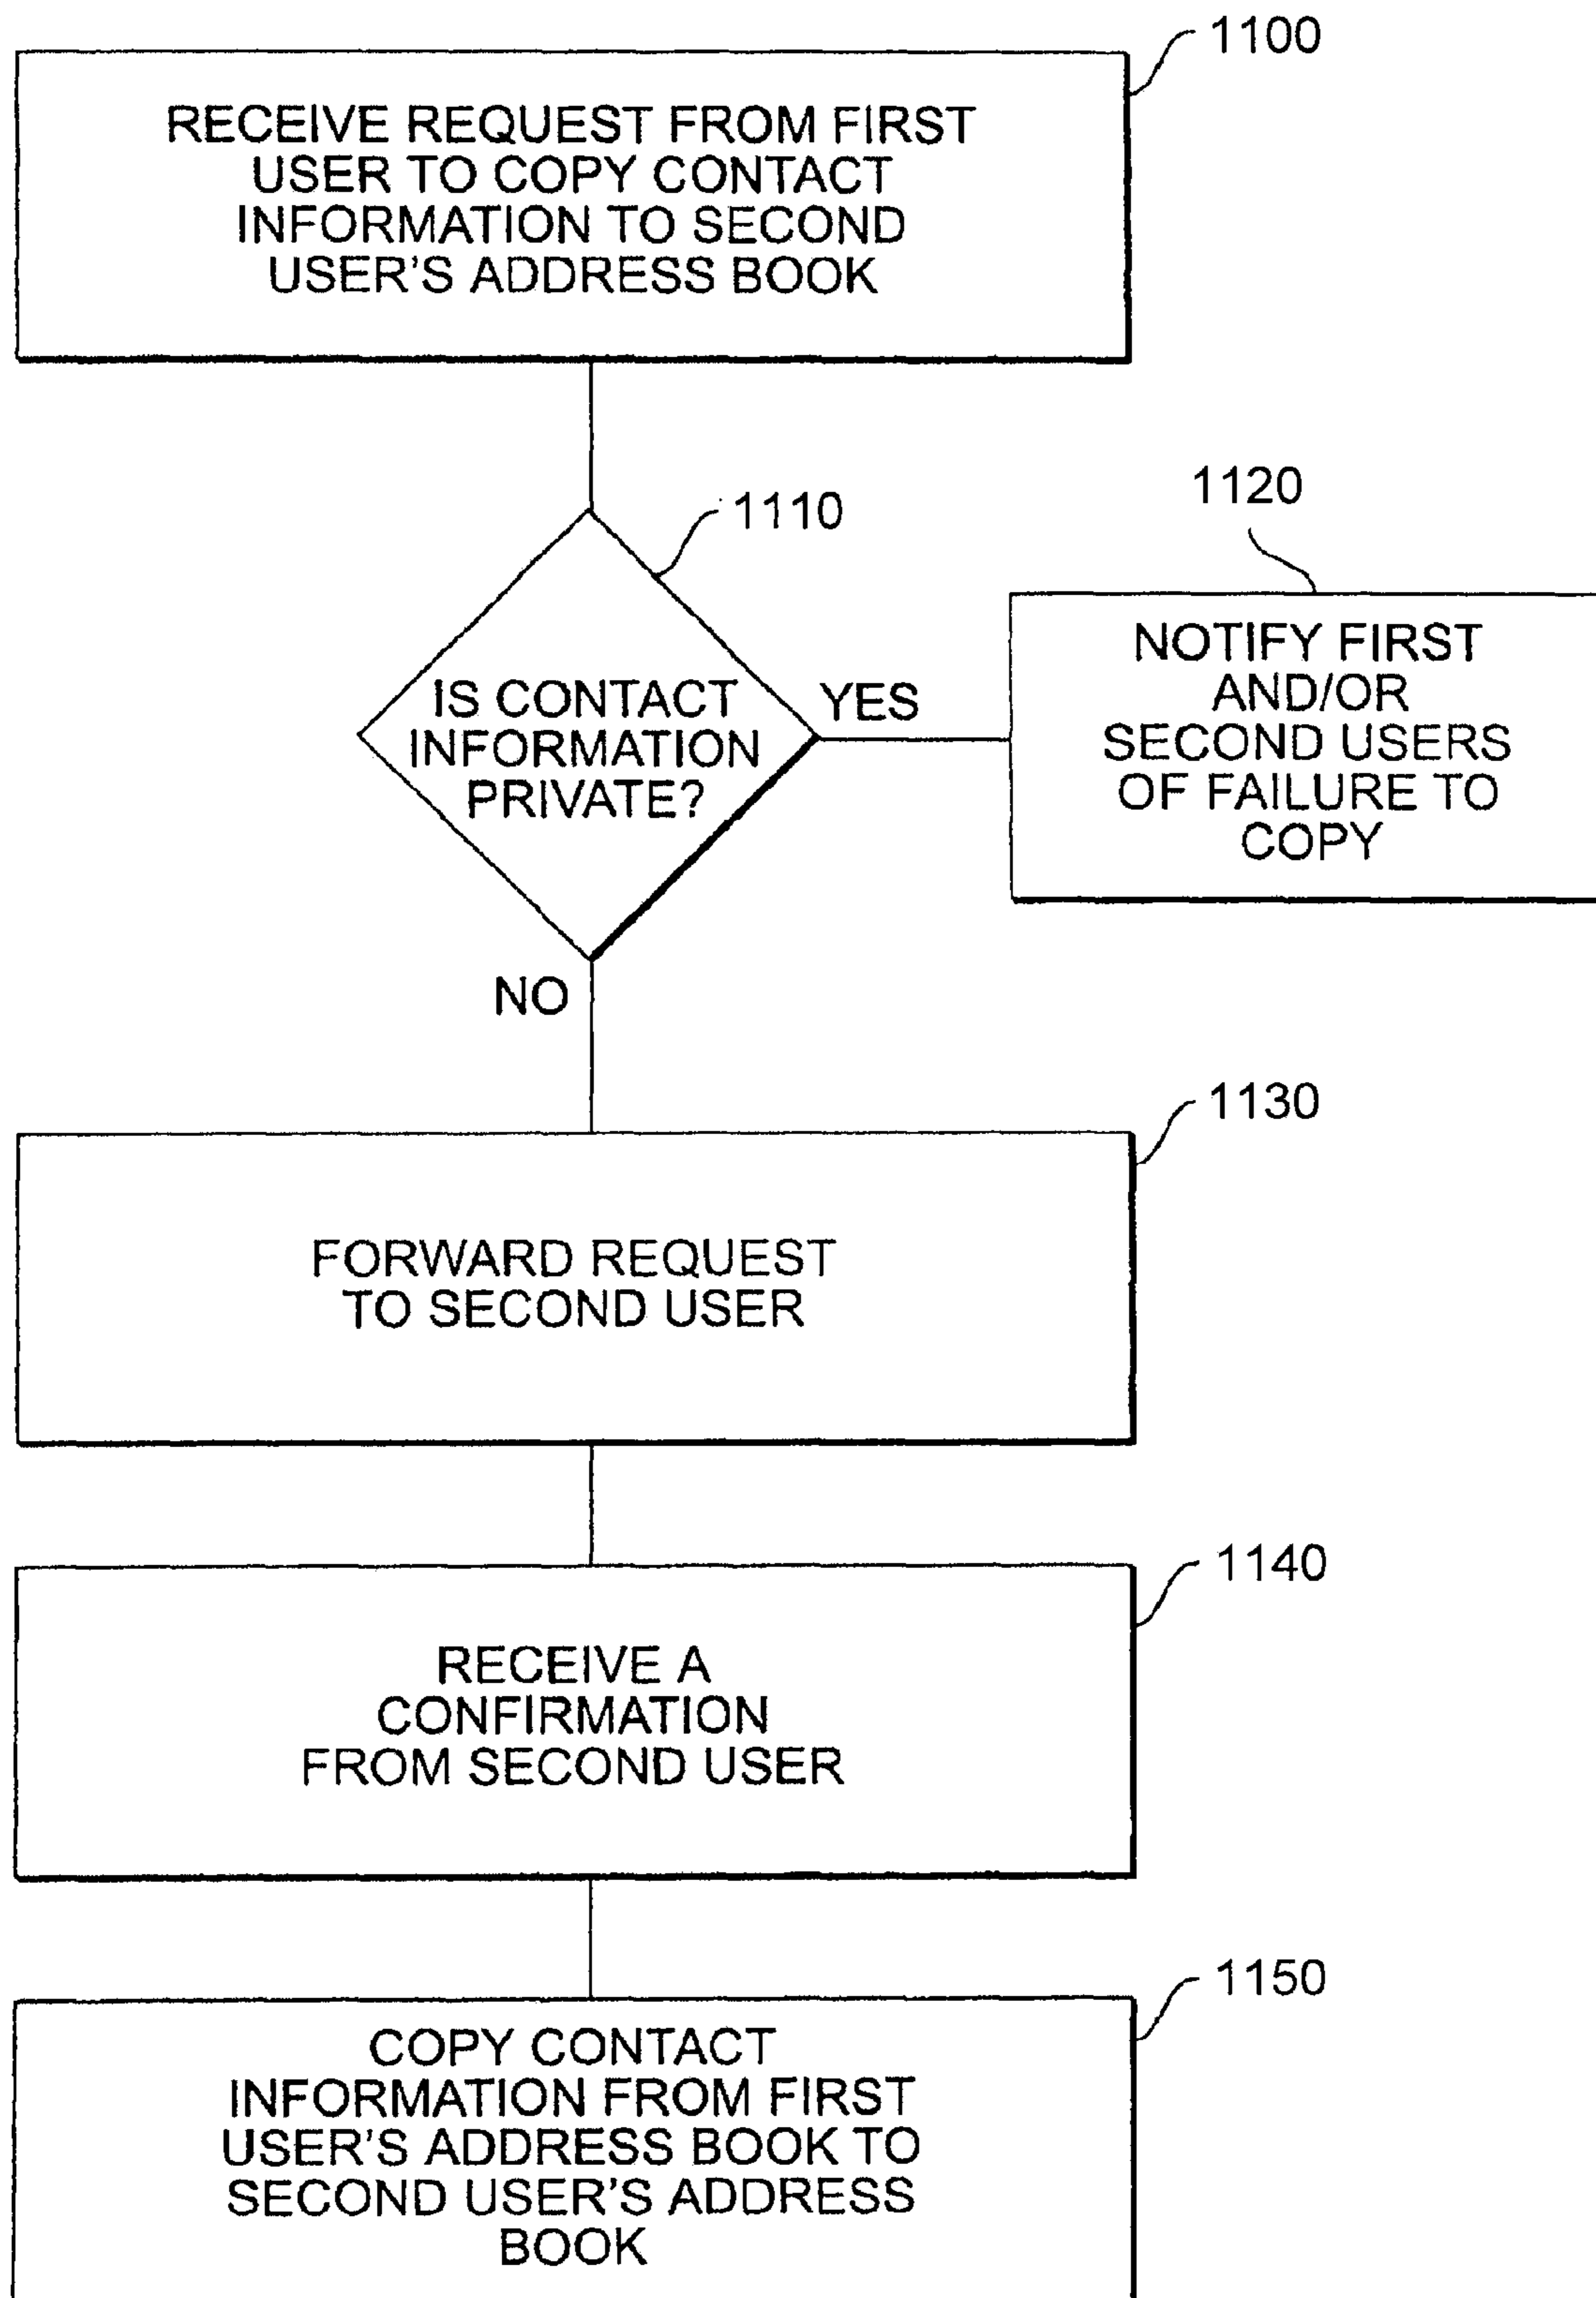 1100
RECEIVE REQUEST FROM FIRST
USER TO COPY CONTACT
INFORMATION TO SECOND
USER'S ADDRESS BOOK
1110
1120
IS CONTACT
INFORMATION
PRIVATE?
YES
NOTIFY FIRST
AND/OR
SECOND USERS
OF FAILURE TO
COPY
NO
1130
FORWARD REQUEST
TO SECOND USER
1140
RECEIVE A
CONFIRMATION
FROM SECOND USER
1150
COPY CONTACT
INFORMATION FROM FIRST
USER'S ADDRESS BOOK TO
SECOND USER'S ADDRESS
BOOK